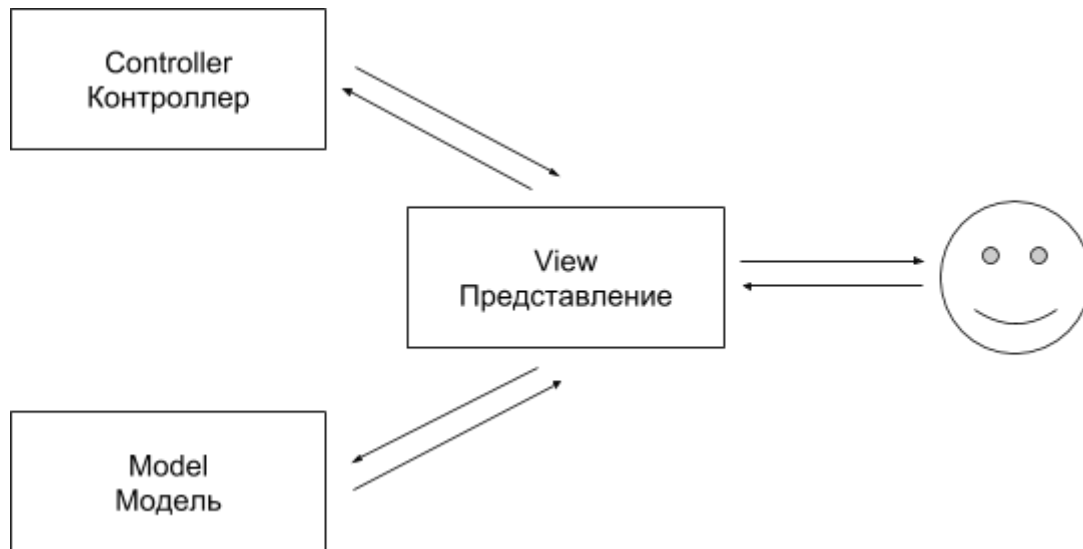 Controller
Контроллер
View
Представление
Model
Модель